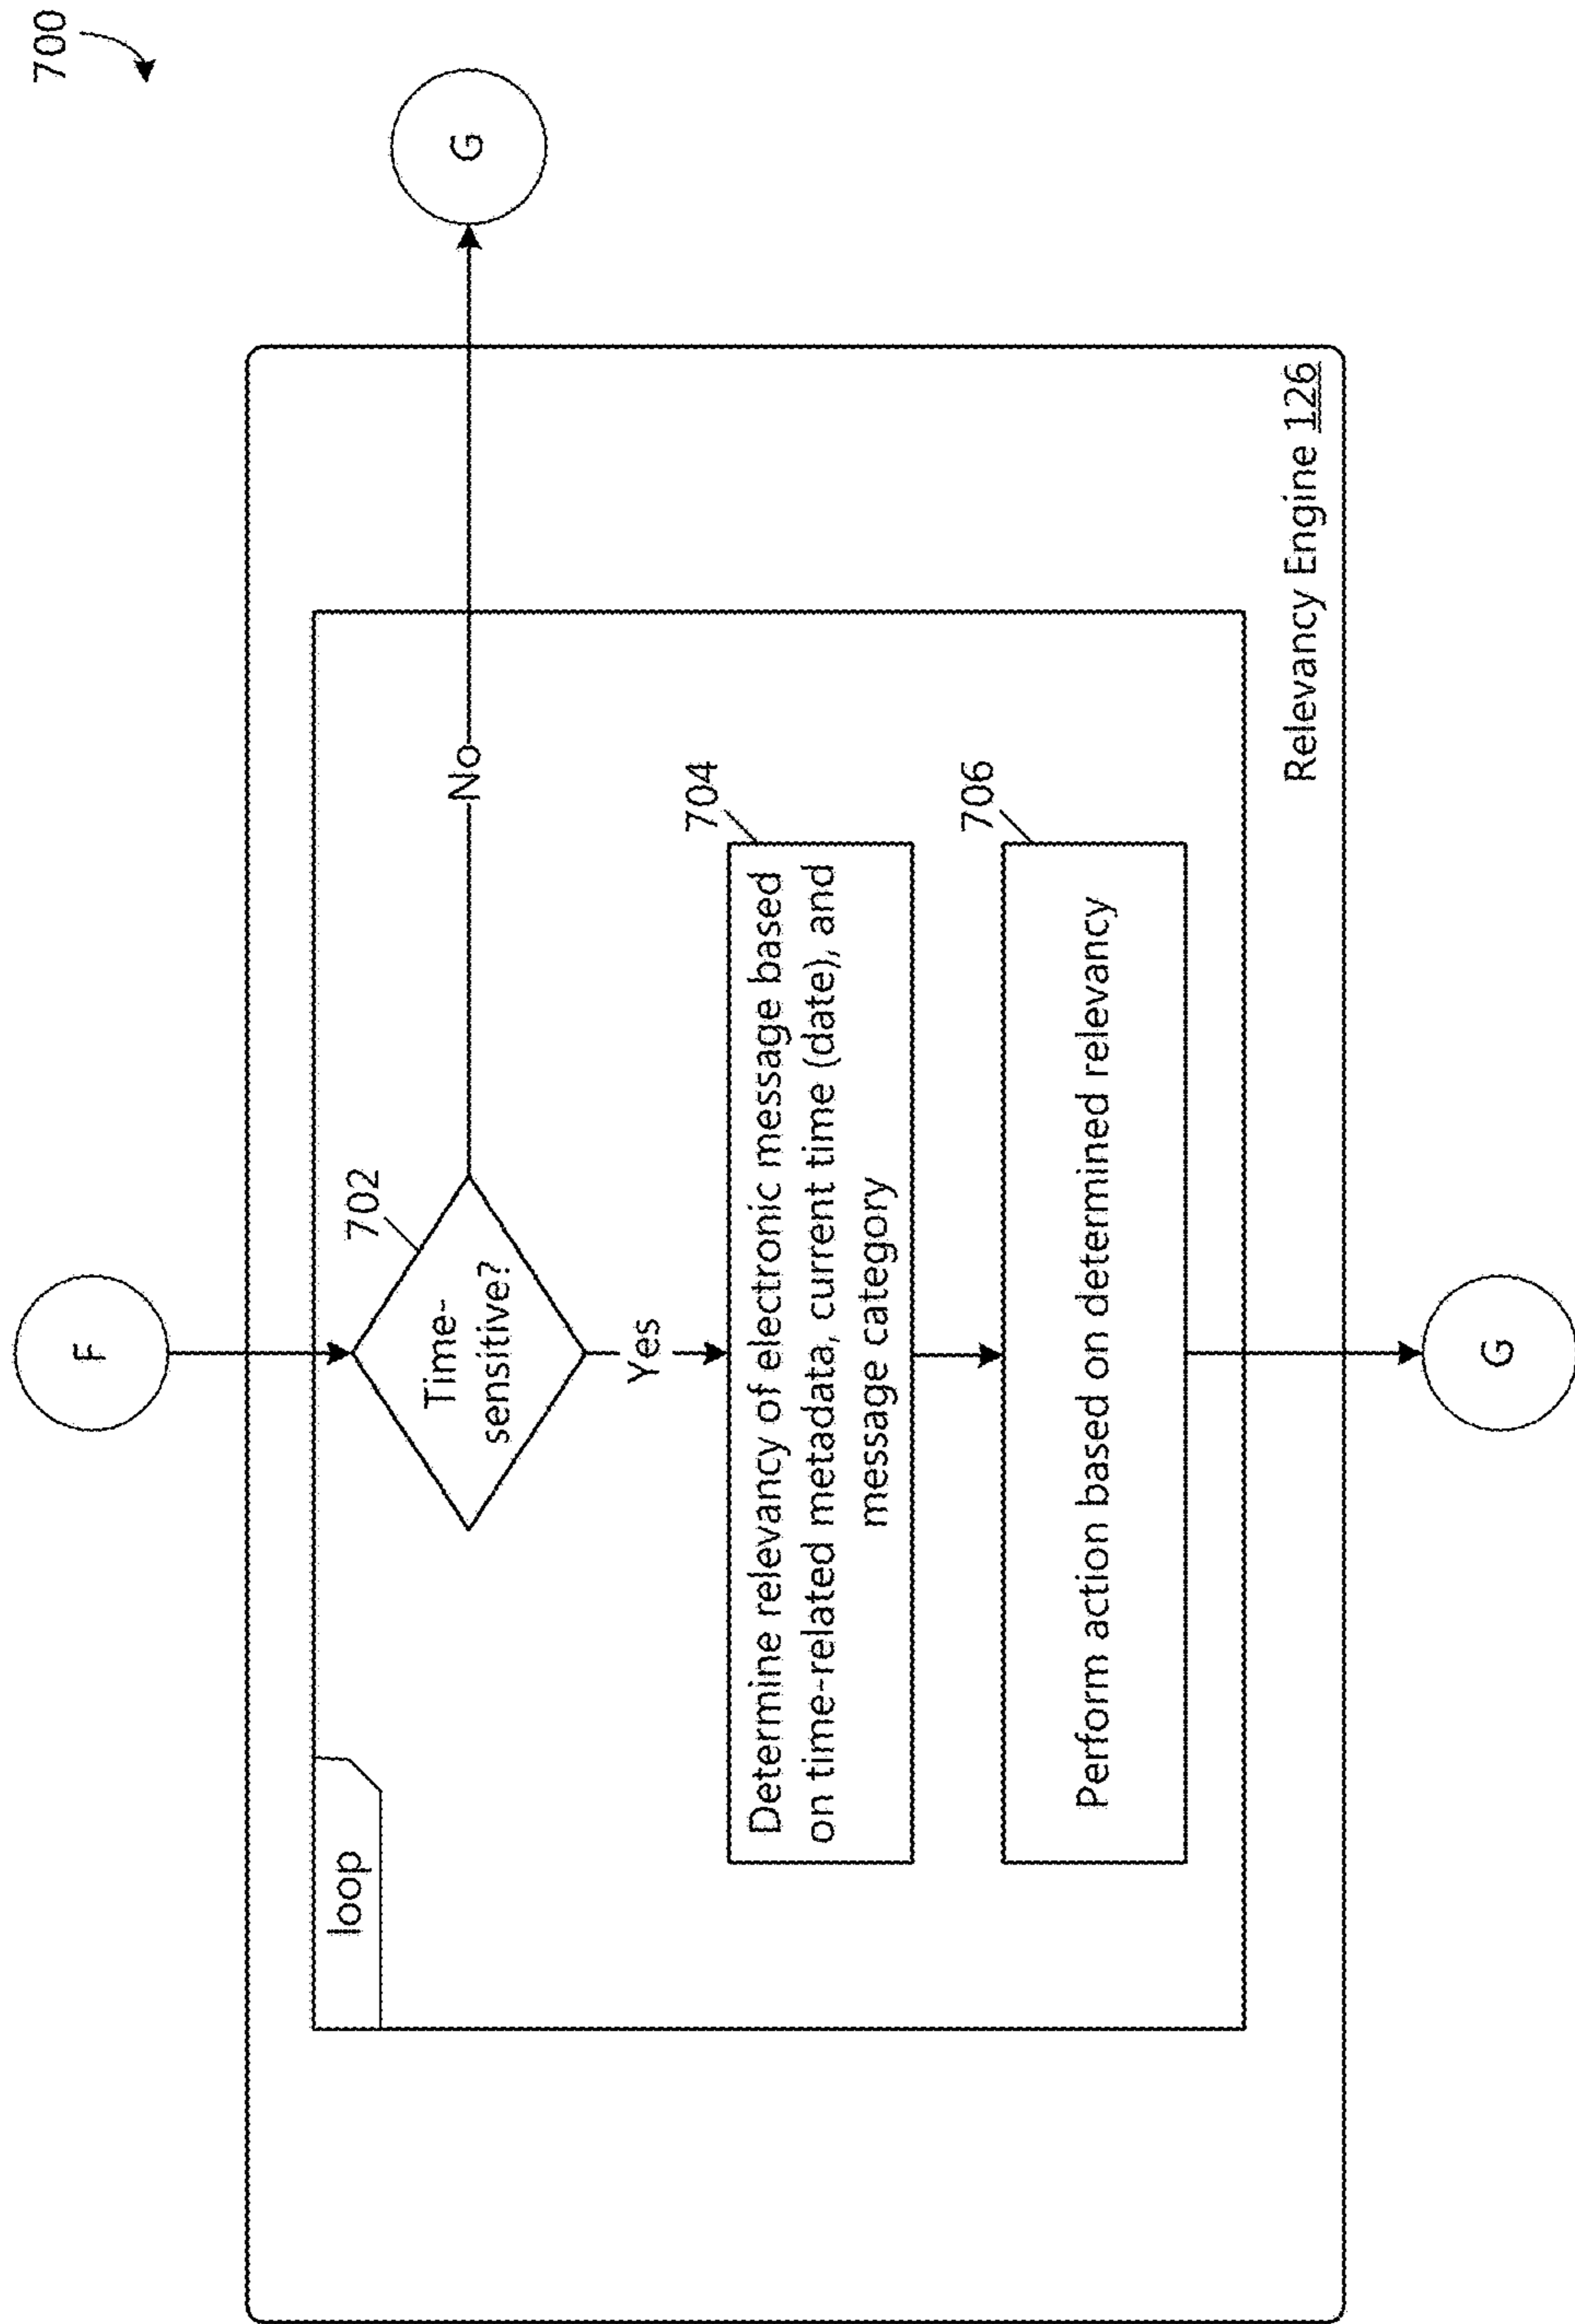 700
F
loop
702
Time-
sensitive?
No
G
Yes
704
Determine relevancy of electronic message based
on time-related metadata, current time (date), and
message category
706
Perform action based on determined relevancy
Relevancy Engine 126
G